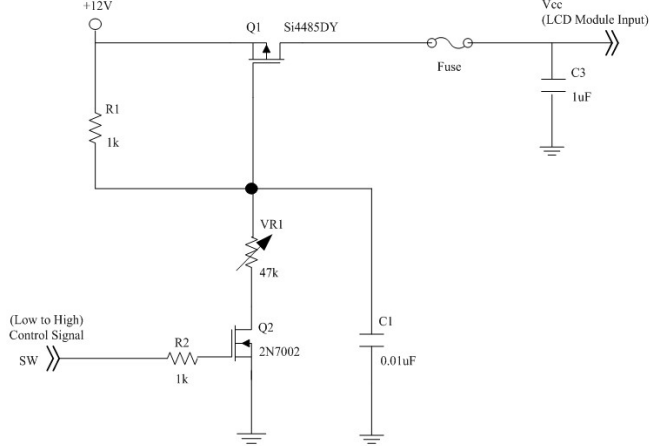 +12V
Q1
Si4485DY
Vcc
(LCD Module Input)
Fuse
C3
1uF
R1
1k
VR1
47k
(Low to High)
Control Signal
SW
R2
1k
Q2
2N7002
C1
0.01uF